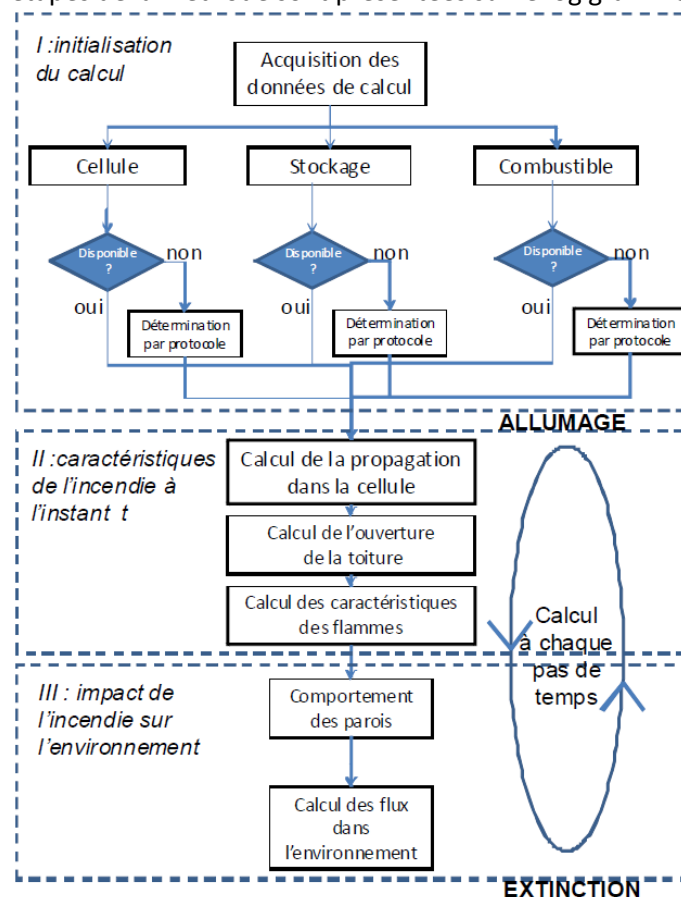 I :initialisation
du calcul
Acquisition des
données de calcul
Cellule
Stockage
Combustible
Disponible
?
non
oui
Disponible
?
non
oui
Disponible
?
non
oui
Détermination
par protocole
Détermination
par protocole
Détermination
par protocole
ALLUMAGE
II :caractéristiques
de l'incendie à
l'instant t
Calcul de la propagation
dans la cellule
Calcul de l'ouverture
de la toiture
Calcul des caractéristiques
des flammes
Calcul
à chaque
pas de
temps
III : impact de
l'incendie sur
l'environnement
Comportement
des parois
Calcul des flux
dans
l'environnement
EXTINCTION